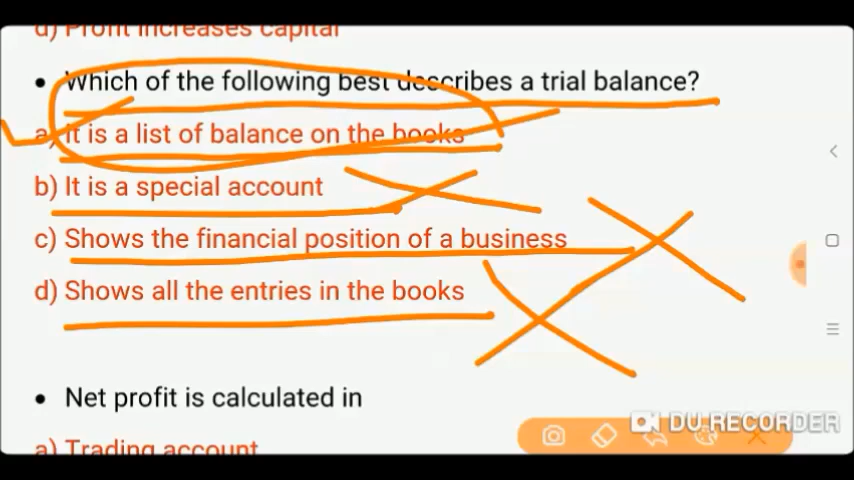 d) Profit increases capital
• Which of the following best describes a trial balance?
a) It is a list of balance on the books
b) It is a special account
c) Shows the financial position of a business
d) Shows all the entries in the books
• Net profit is calculated in
a) Trading account
DU RECORDER